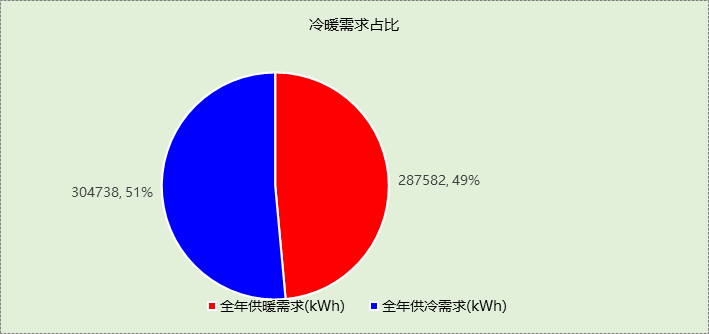 冷暖需求占比
304738, 51%
287582, 49%
全年供暖需求(kWh)
全年供冷需求(kWh)